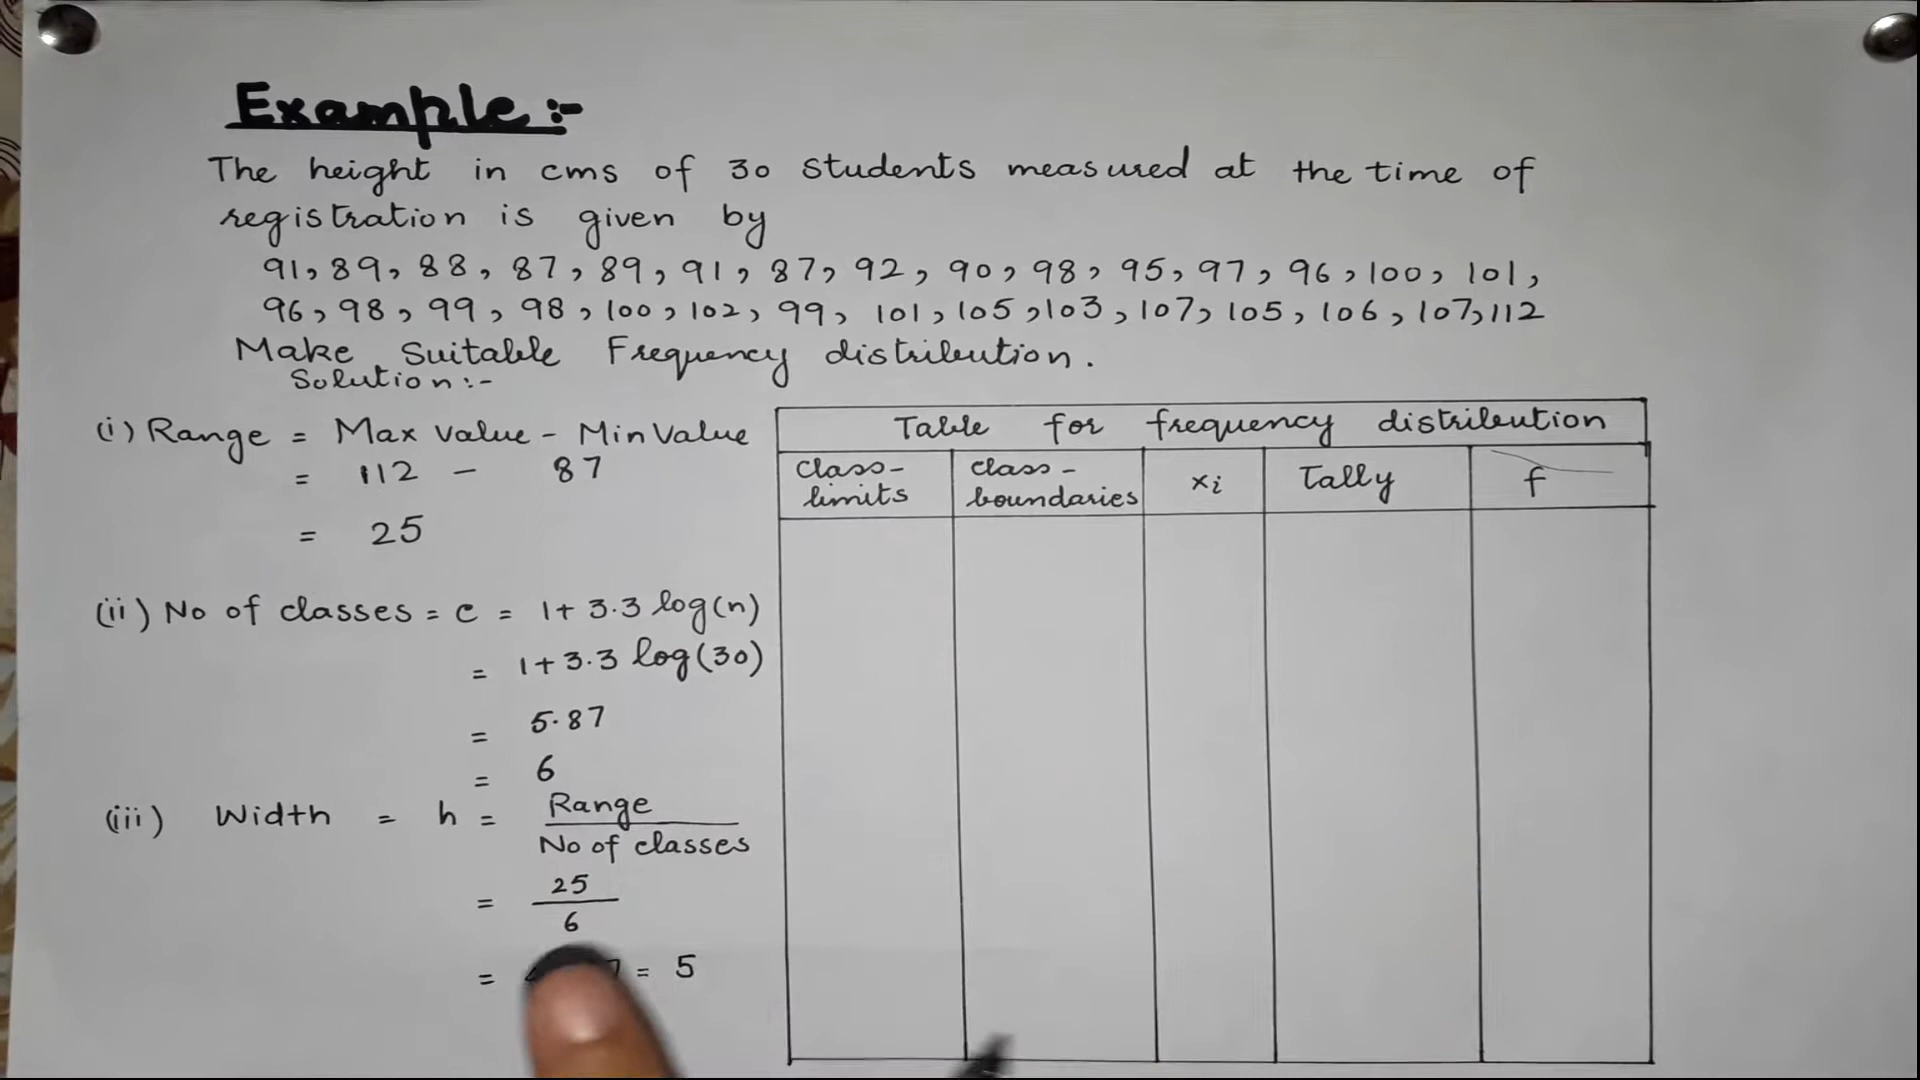 Example:-
The height in cms of 30 students measured at the time of
registration is given by
91, 89, 88, 87, 89, 91, 87, 92, 90, 98, 95, 97, 96, 100, 101,
96, 98, 99, 98, 100, 102, 99, 101, 105, 103, 107, 105, 106, 107, 112
Make Suitable Frequency distribution.
Solution:-
(i) Range = Max Value - Min Value
= 112 - 87
= 25
(ii) No of classes = c = 1+ 3.3 log(n)
= 1+3.3 log(30)
= 5.87
= 6
(iii) Width = h = Range
No of classes
= 25
6
= = 5
Table for frequency distribution
class-
limits
class-
boundaries
xi
Tally
f